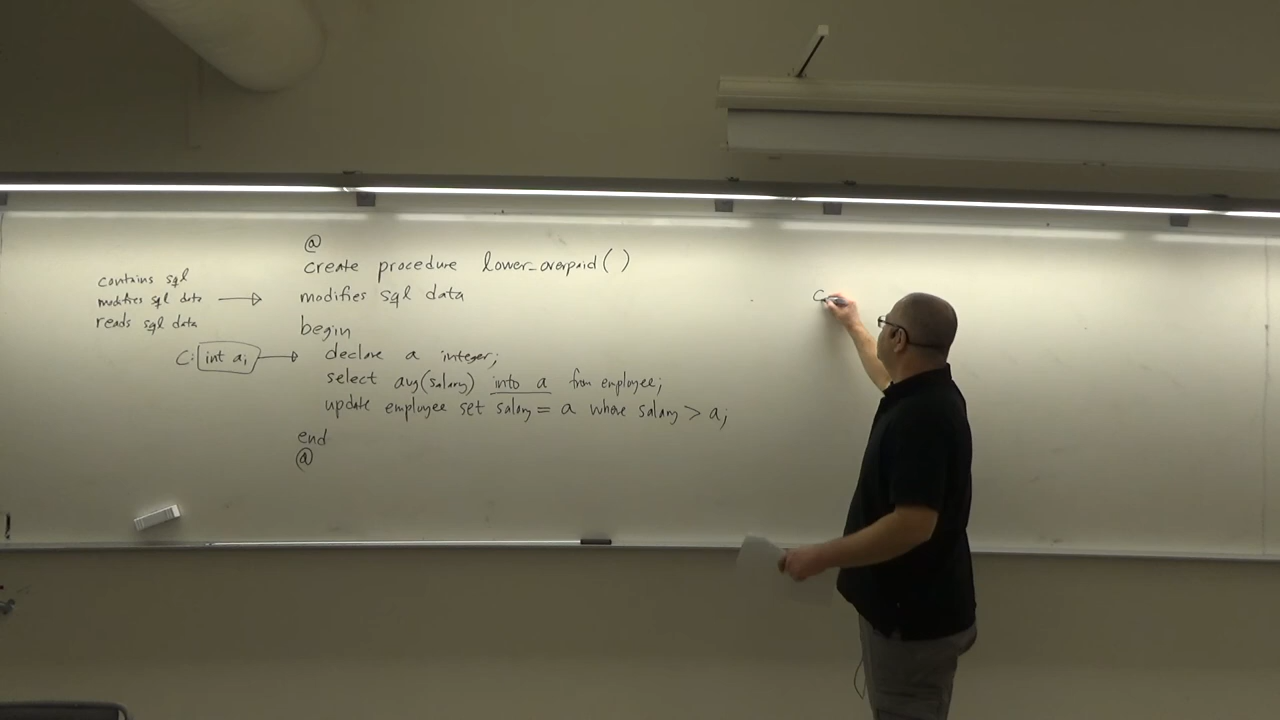 @
create procedure lower_overpaid()
contains sql
modifies sql data
reads sql data
modifies sql data
begin
C: int a;
declare a integer;
select avg(salary) into a from employee;
update employee set salary = a where salary > a;
end
@
c